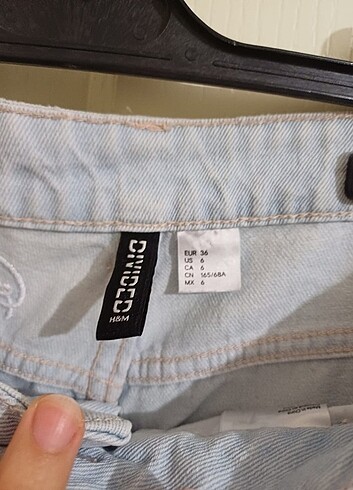 DIVIDED
H&M
EUR 36
US 6
CA 6
CN 165/68A
MX 6